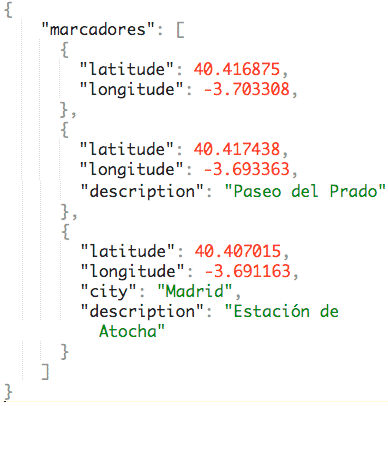 {
"marcadores": [
{
"latitude": 40.416875,
"longitude": -3.703308,
},
{
"latitude": 40.417438,
"longitude": -3.693363,
"description": "Paseo del Prado"
},
{
"latitude": 40.407015,
"longitude": -3.691163,
"city": "Madrid",
"description": "Estación de
Atocha"
}
]
}